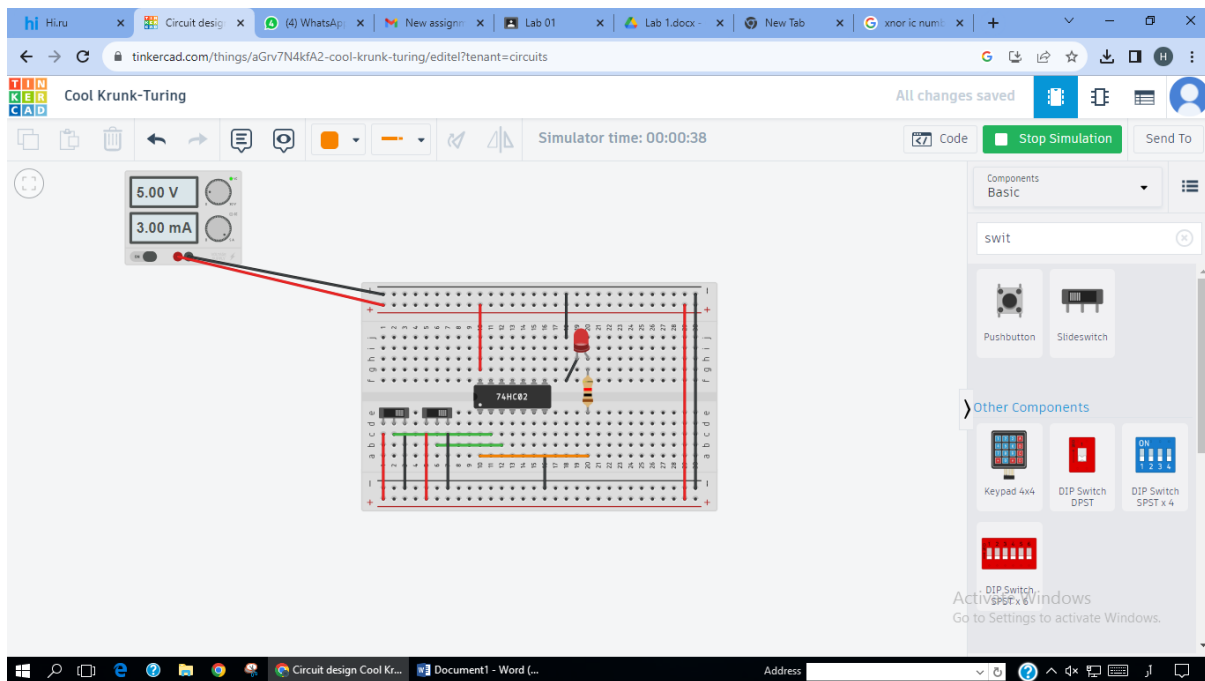 hi Hi.ru
Circuit desig
(4) WhatsAp
New assignm
Lab 01
Lab 1.docx -
New Tab
xnor ic numb
tinkercad.com/things/aGrv7N4kfA2-cool-krunk-turing/editel?tenant=circuits
G
H
TIN
KER
CAD
Cool Krunk-Turing
All changes saved
Simulator time: 00:00:38
Code
Stop Simulation
Send To
5.00 V
3.00 mA
Components
Basic
swit
Pushbutton
Slideswitch
74HC02
Other Components
Keypad 4x4
DIP Switch DPST
DIP Switch SPST x 4
DIP Switch SPST x 6
Activate Windows
Go to Settings to activate Windows.
Circuit design Cool Kr...
Document1 - Word (...
Address